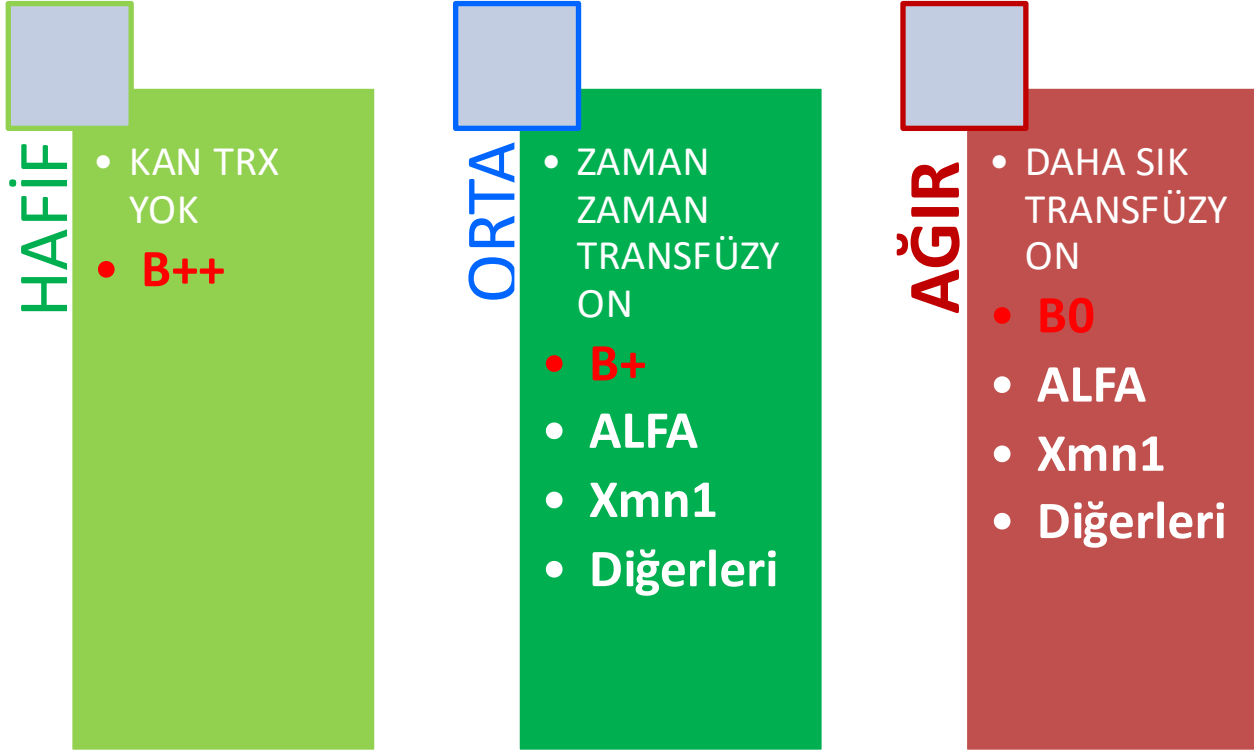 HAFİF
• KAN TRX
YOK
• B++
ORTA
• ZAMAN
ZAMAN
TRANSFÜZY
ON
• B+
• ALFA
• Xmn1
• Diğerleri
AĞIR
• DAHA SIK
TRANSFÜZY
ON
• B0
• ALFA
• Xmn1
• Diğerleri